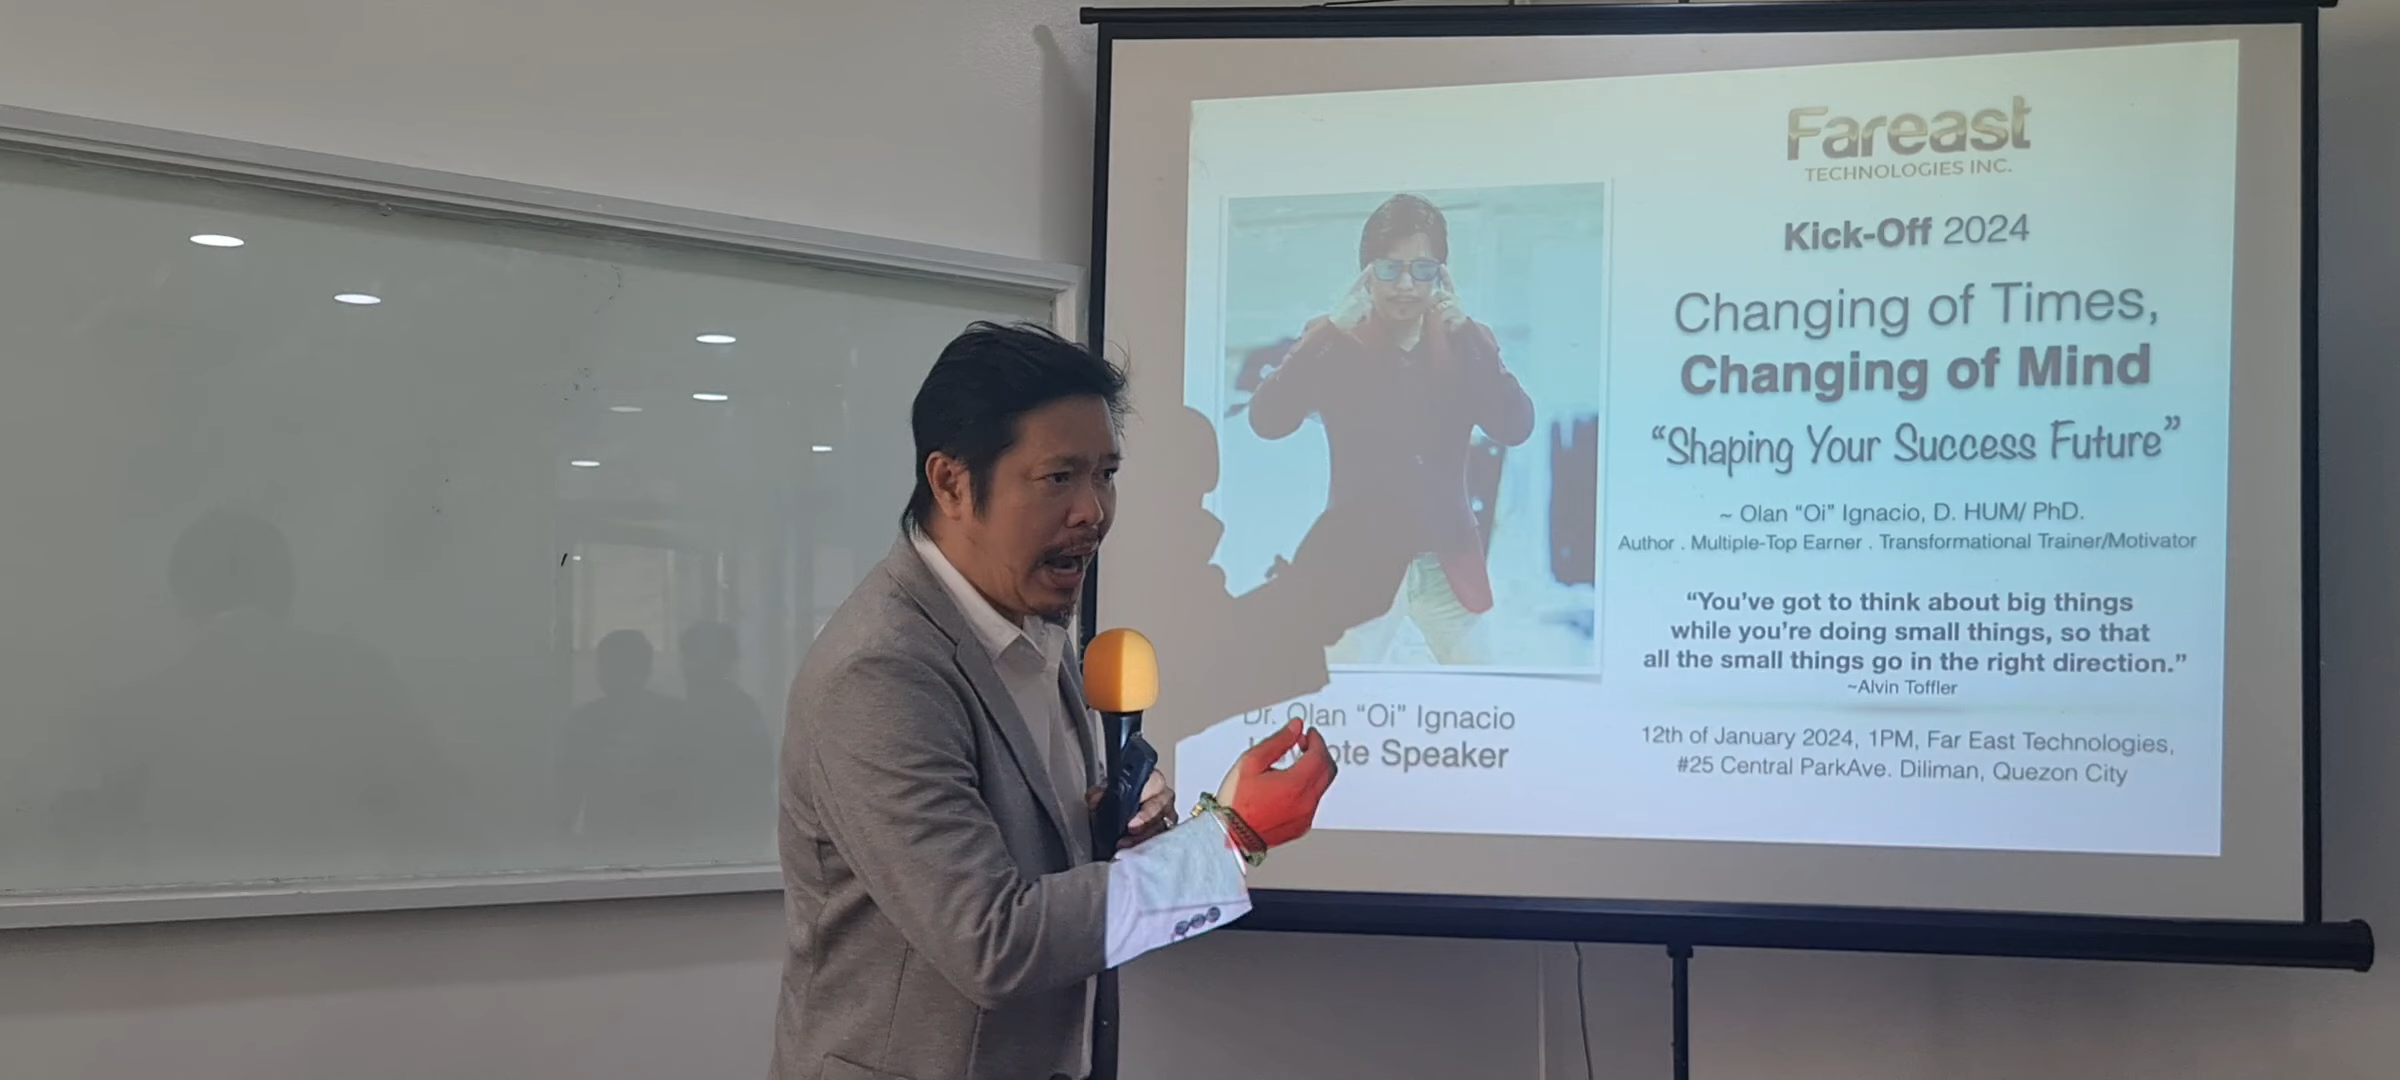 Fareast
TECHNOLOGIES INC.
Kick-Off 2024
Changing of Times,
Changing of Mind
“Shaping Your Success Future”
~ Olan “Oi” Ignacio, D. HUM/ PhD.
Author . Multiple-Top Earner . Transformational Trainer/Motivator
“You’ve got to think about big things
while you’re doing small things, so that
all the small things go in the right direction.”
~Alvin Toffler
12th of January 2024, 1PM, Far East Technologies,
#25 Central ParkAve. Diliman, Quezon City
Dr. Olan “Oi” Ignacio
Speaker